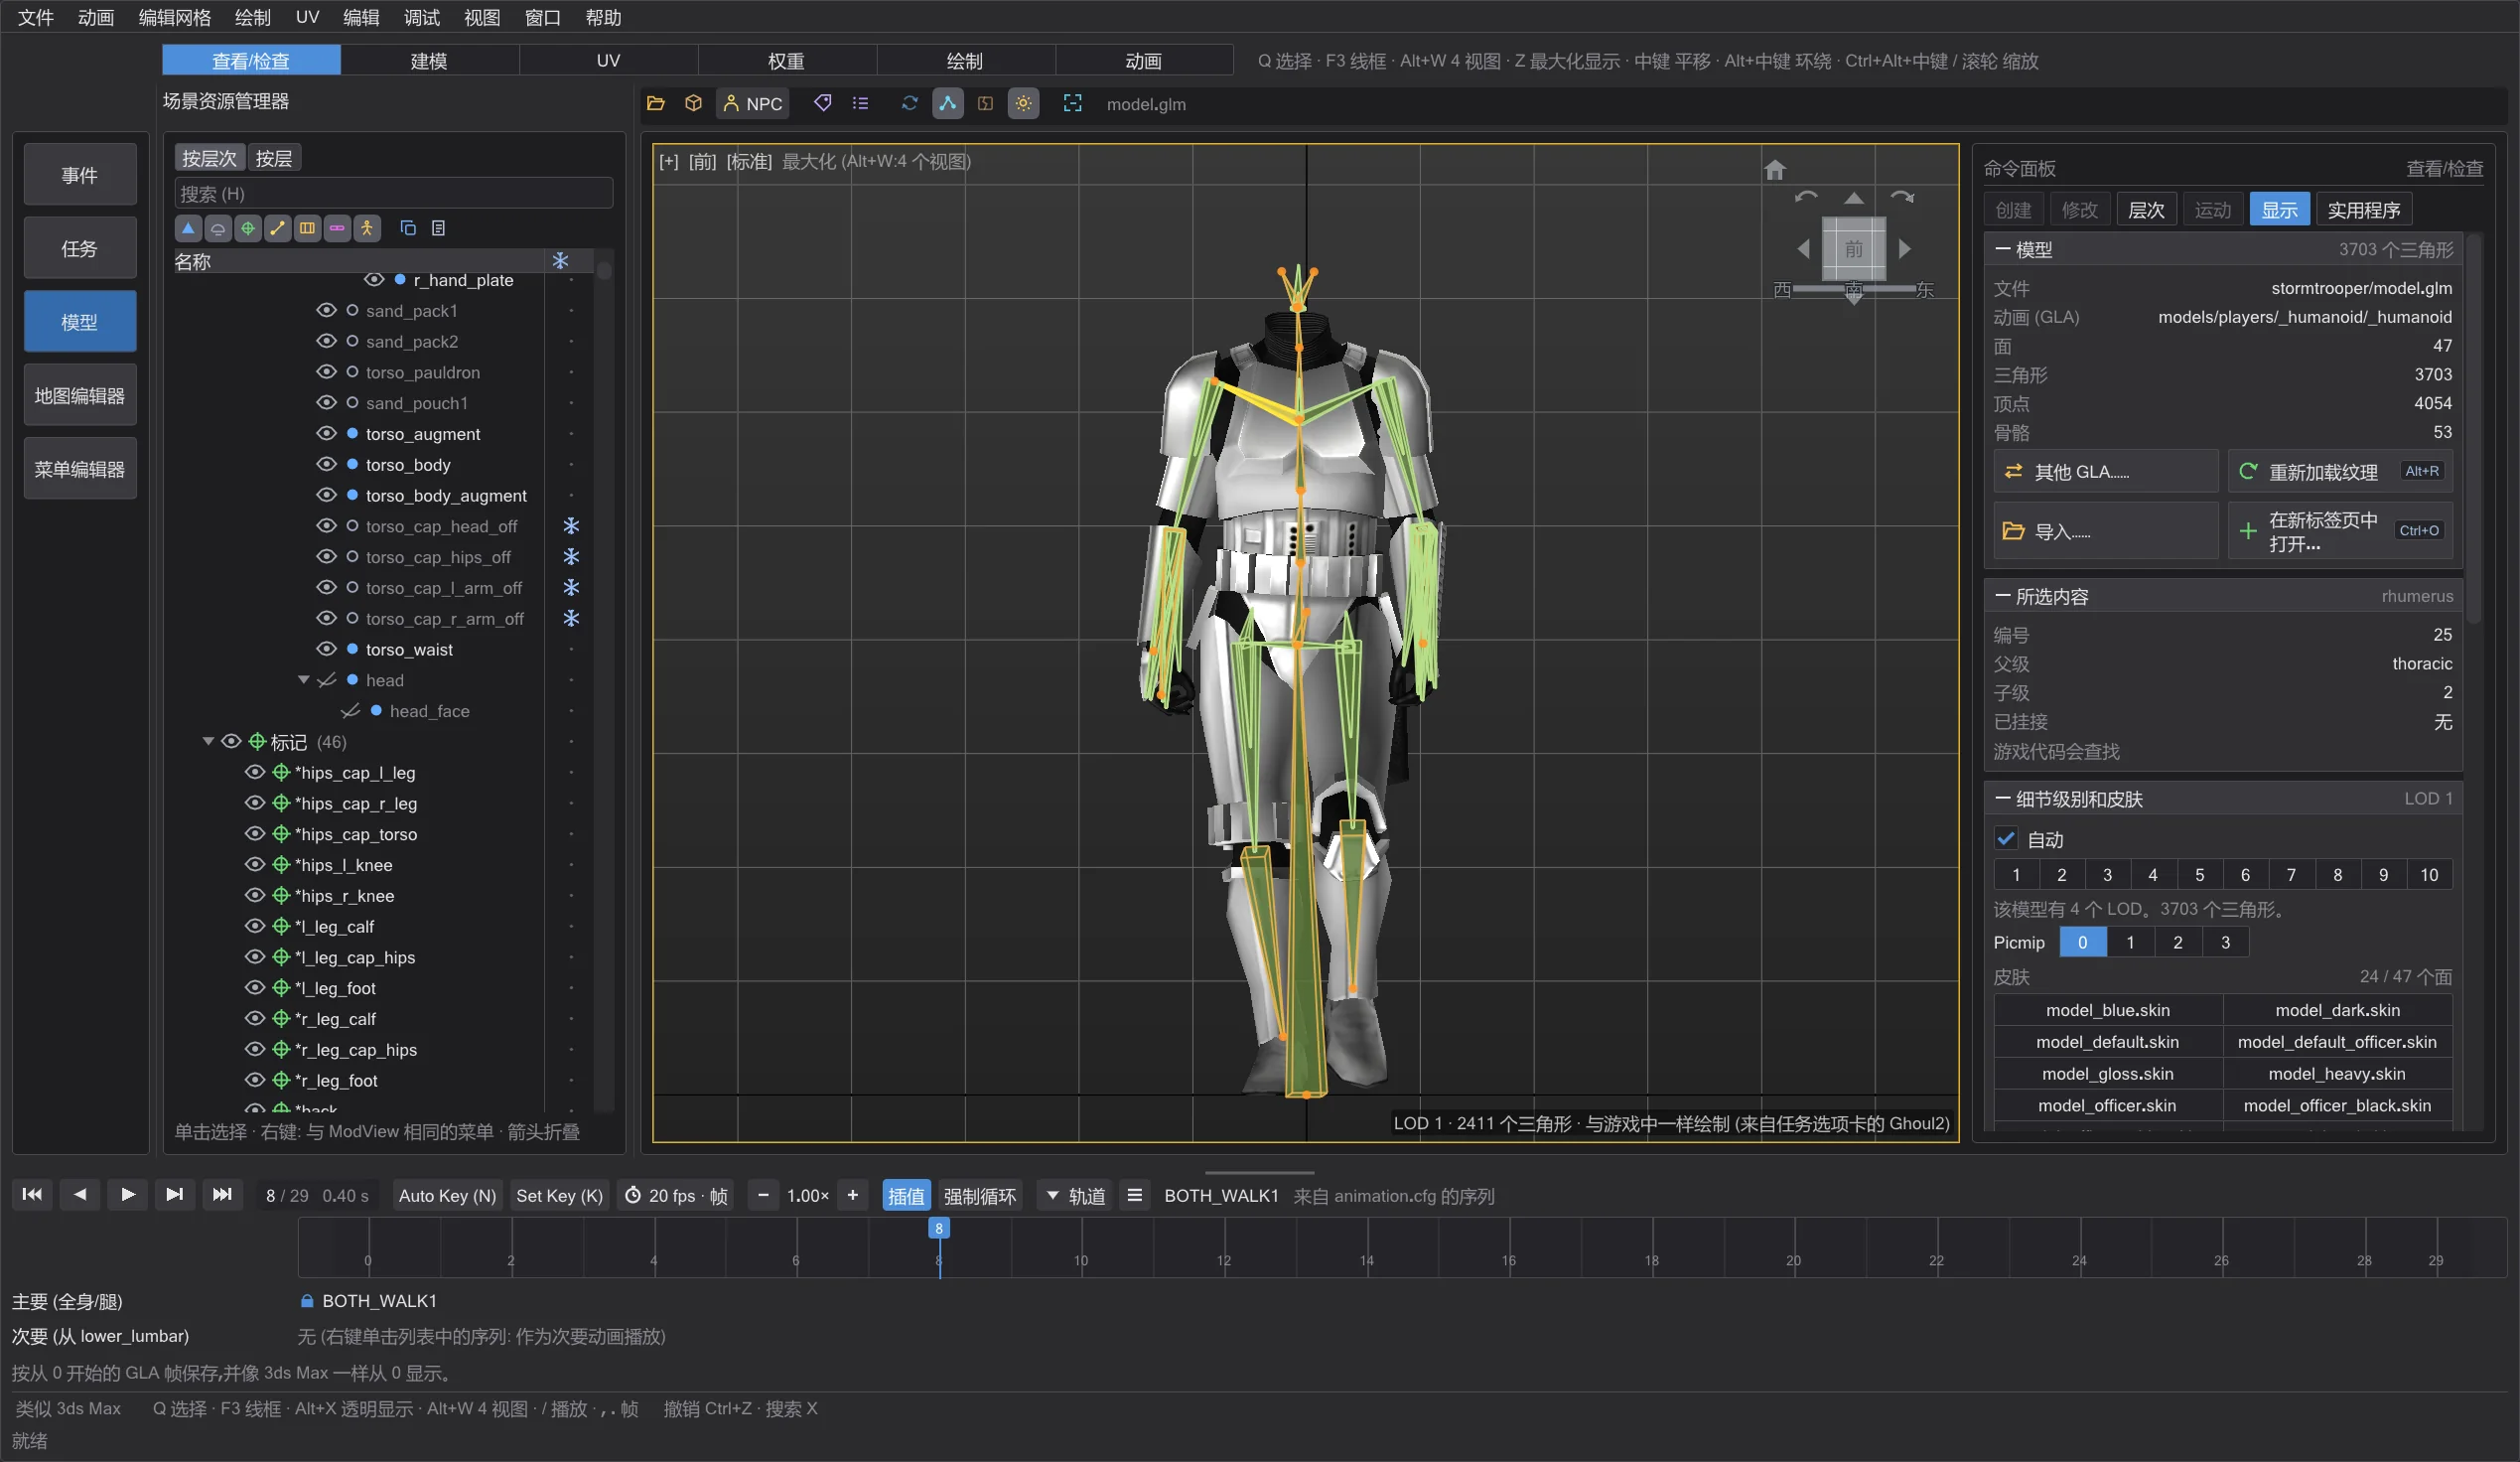 文件 动画 编辑网格 绘制 UV 编辑 调试 视图 窗口 帮助
查看/检查 建模 UV 权重 绘制 动画 Q 选择 · F3 线框 · Alt+W 4 视图 · Z 最大化显示 · 中键 平移 · Alt+中键 环绕 · Ctrl+Alt+中键 / 滚轮 缩放
场景资源管理器
NPC model.glm
事件
任务
模型
地图编辑器
菜单编辑器
按层次 按层
搜索 (H)
名称
r_hand_plate
sand_pack1
sand_pack2
torso_pauldron
sand_pouch1
torso_augment
torso_body
torso_body_augment
torso_cap_head_off
torso_cap_hips_off
torso_cap_l_arm_off
torso_cap_r_arm_off
torso_waist
head
head_face
标记 (46)
*hips_cap_l_leg
*hips_cap_r_leg
*hips_cap_torso
*hips_l_knee
*hips_r_knee
*l_leg_calf
*l_leg_cap_hips
*l_leg_foot
*r_leg_calf
*r_leg_cap_hips
*r_leg_foot
*back
单击选择 · 右键: 与 ModView 相同的菜单 · 箭头折叠
[+] [前] [标准] 最大化 (Alt+W:4 个视图)
前
西 南 东
LOD 1 · 2411 个三角形 · 与游戏中一样绘制 (来自任务选项卡的 Ghoul2)
命令面板 查看/检查
创建 修改 层次 运动 显示 实用程序
模型 3703 个三角形
文件 stormtrooper/model.glm
动画 (GLA) models/players/_humanoid/_humanoid
面 47
三角形 3703
顶点 4054
骨骼 53
其他 GLA...... 重新加载纹理 Alt+R
导入...... 在新标签页中打开... Ctrl+O
所选内容 rhumerus
编号 25
父级 thoracic
子级 2
已挂接 无
游戏代码会查找
细节级别和皮肤 LOD 1
自动
1 2 3 4 5 6 7 8 9 10
该模型有 4 个 LOD。3703 个三角形。
Picmip 0 1 2 3
皮肤 24 / 47 个面
model_blue.skin model_dark.skin
model_default.skin model_default_officer.skin
model_gloss.skin model_heavy.skin
model_officer.skin model_officer_black.skin
8 / 29 0.40 s Auto Key (N) Set Key (K) 20 fps · 帧 − 1.00× + 插值 强制循环 轨道 BOTH_WALK1 来自 animation.cfg 的序列
8
0 2 4 6 8 10 12 14 16 18 20 22 24 26 28 29
主要 (全身/腿) BOTH_WALK1
次要 (从 lower_lumbar) 无 (右键单击列表中的序列: 作为次要动画播放)
按从 0 开始的 GLA 帧保存,并像 3ds Max 一样从 0 显示。
类似 3ds Max Q 选择 · F3 线框 · Alt+X 透明显示 · Alt+W 4 视图 · / 播放 · , . 帧 撤销 Ctrl+Z · 搜索 X
就绪